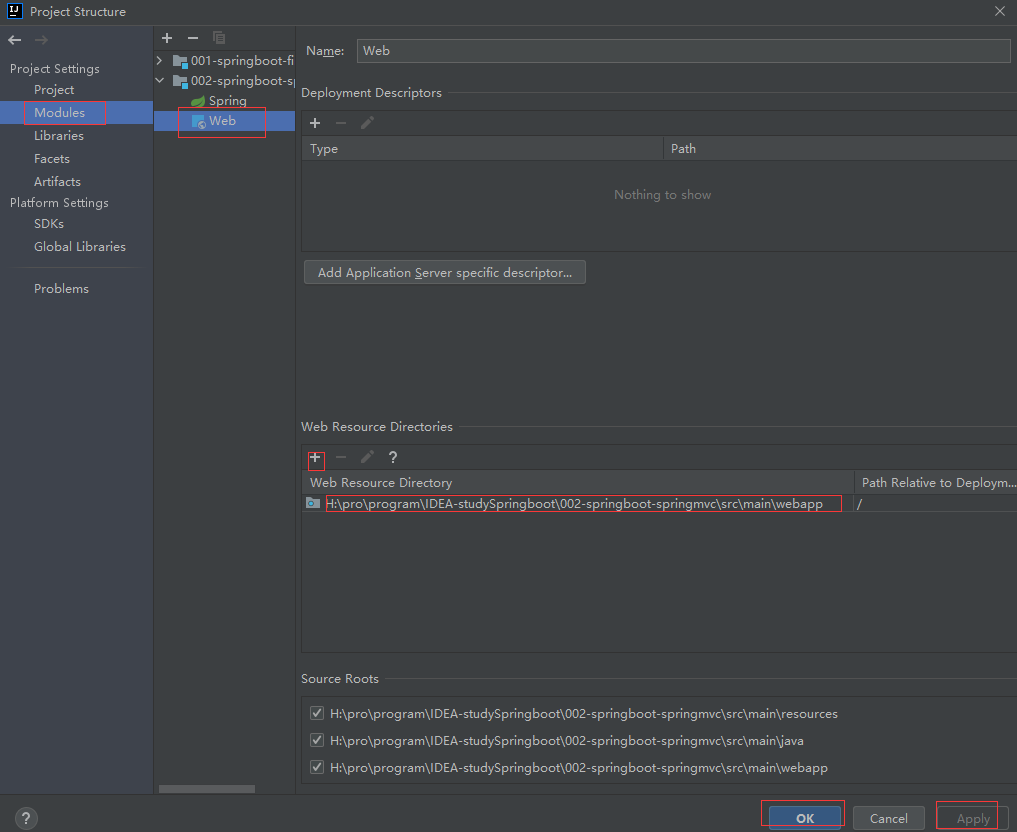 Project Structure
Project Settings
Project
Modules
Libraries
Facets
Artifacts
Platform Settings
SDKs
Global Libraries
Problems
001-springboot-fi
002-springboot-s
Spring
Web
Name: Web
Deployment Descriptors
Type Path
Nothing to show
Add Application Server specific descriptor...
Web Resource Directories
?
Web Resource Directory Path Relative to Deploym...
H:\pro\program\IDEA-studySpringboot\002-springboot-springmvc\src\main\webapp /
Source Roots
H:\pro\program\IDEA-studySpringboot\002-springboot-springmvc\src\main\resources
H:\pro\program\IDEA-studySpringboot\002-springboot-springmvc\src\main\java
H:\pro\program\IDEA-studySpringboot\002-springboot-springmvc\src\main\webapp
? OK Cancel Apply